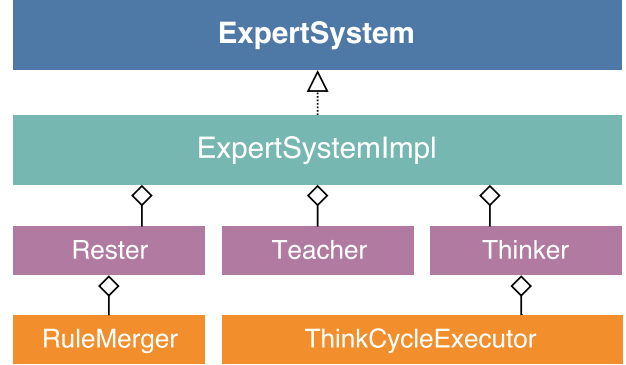 ExpertSystem
ExpertSystemImpl
Rester
Teacher
Thinker
RuleMerger
ThinkCycleExecutor